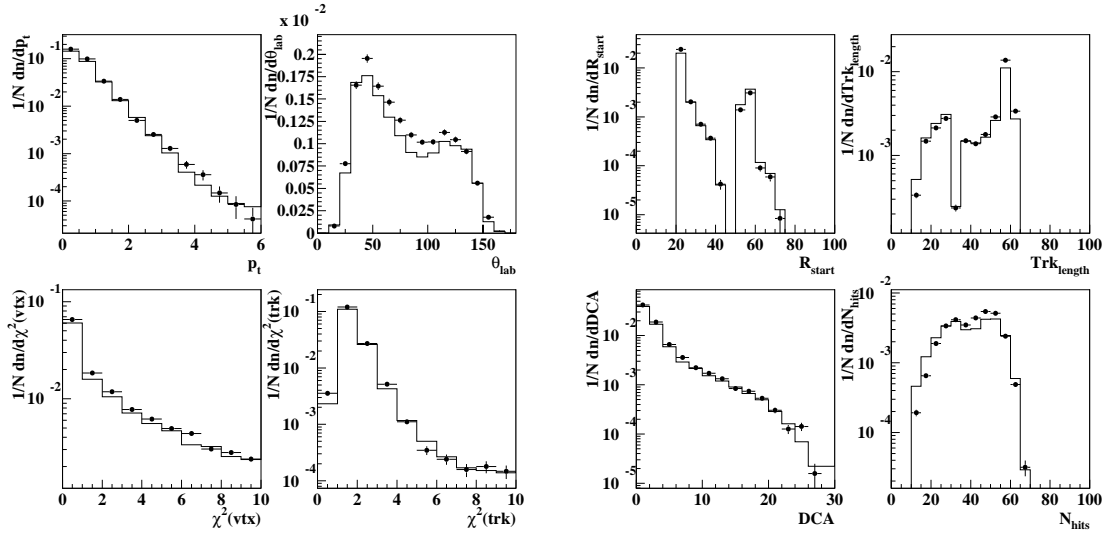 1/N dn/dp_t
10^-1
10^-2
10^-3
10^-4
0 2 4 6
p_t
x 10^-2
1/N dn/dθ_lab
0.2
0.175
0.15
0.125
0.1
0.075
0.05
0.025
0
0 50 100 150
θ_lab
1/N dn/dR_start
10^-2
10^-3
10^-4
10^-5
0 20 40 60 80 100
R_start
1/N dn/dTrk_length
10^-2
10^-3
0 20 40 60 80 100
Trk_length
1/N dn/dχ²(vtx)
10^-1
10^-2
0 2 4 6 8 10
χ²(vtx)
1/N dn/dχ²(trk)
10^-1
10^-2
10^-3
10^-4
0 2 4 6 8 10
χ²(trk)
1/N dn/dDCA
10^-2
10^-3
10^-4
10^-5
0 10 20 30
DCA
1/N dn/dN_hits
10^-2
10^-3
10^-4
0 20 40 60 80 100
N_hits